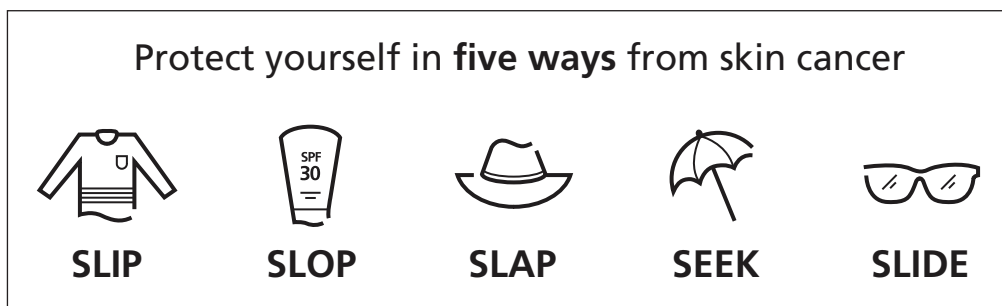 Protect yourself in five ways from skin cancer
SPF
30
SLIP
SLOP
SLAP
SEEK
SLIDE